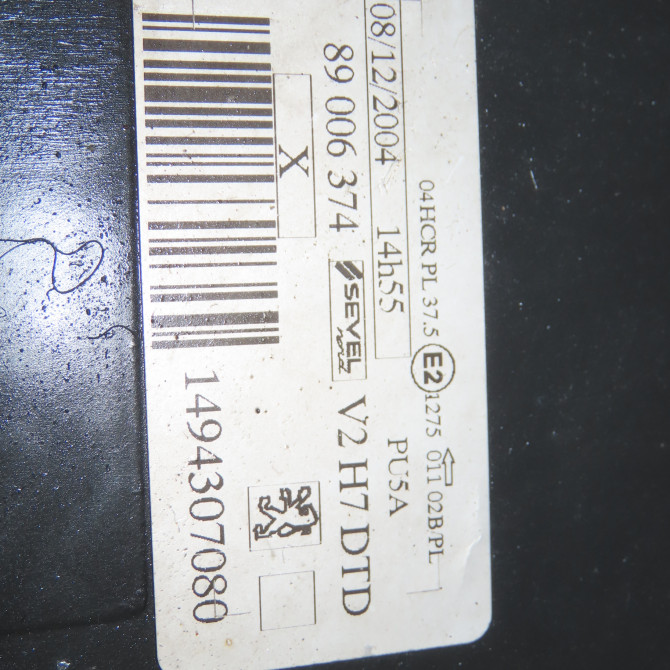 04HCR PL 37.5 E2 1275 011 02B/PL
08/12/2004 14h55 PU5A
89 006 374 SEVEL nord V2 H7 DTD
X
1494307080